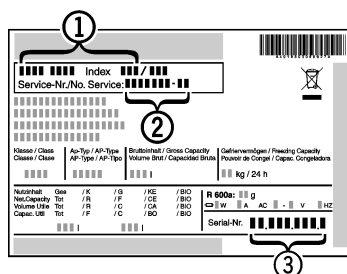 1
Index /
Service-Nr./No. Service: -
2
Klasse / Class
Classe / Clase
Ap-Typ / AP-Type
AP-Type / AP-Tipo
Bruttoinhalt / Gross Capacity
Volume Brut / Capacidad Bruta
Gefriervermögen / Freezing Capacity
Pouvoir de Congel / Capac. Congeladora
l
kg / 24 h
Nutzinhalt Gee / K / G / KE / BIO
Net.Capacity Tot / R / F / CE / BIO
Volume Utile Tot / R / C / CA / BIO
Capac. Util Tot / F / C / BO / BIO
l l
R 600a: g
W A AC - V HZ
Serial-Nr. . . .
3